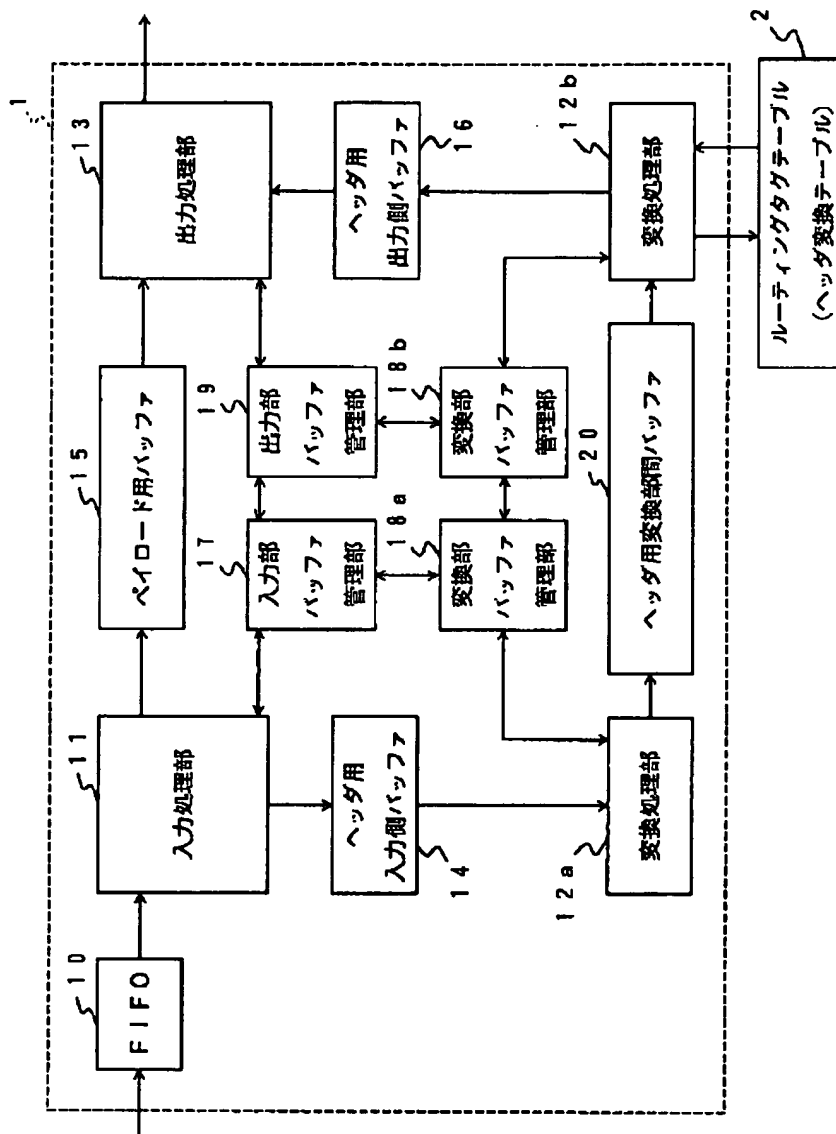 1
10
FIFO
11
入力処理部
15
ペイロード用バッファ
13
出力処理部
17
入力部
バッファ
管理部
19
出力部
バッファ
管理部
ヘッダ用
入力側バッファ
14
18a
変換部
バッファ
管理部
18b
変換部
バッファ
管理部
ヘッダ用
出力側バッファ
16
12a
変換処理部
20
ヘッダ用変換部間バッファ
12b
変換処理部
2
ルーティングタグテーブル
(ヘッダ変換テーブル)